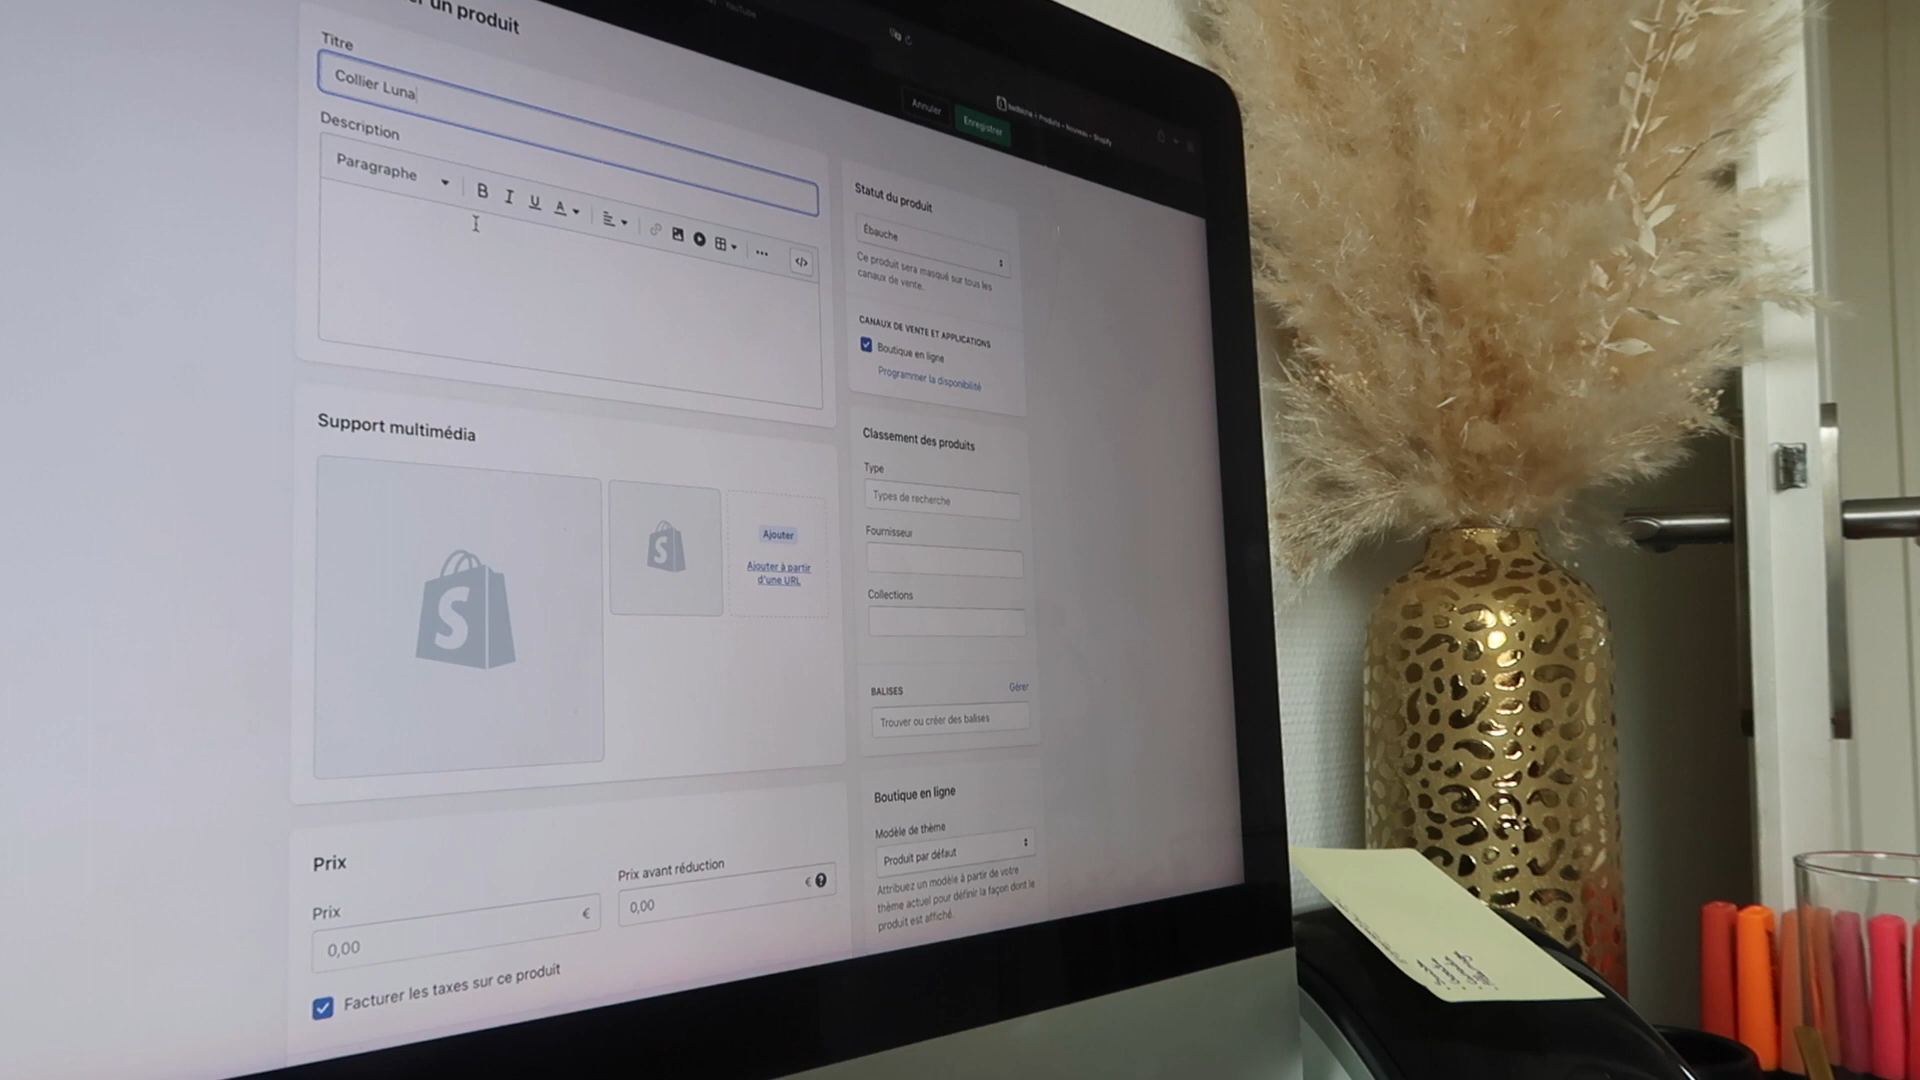 un produit
YouTube
Annuler
Enregistrer
Produits • Nouveau • Shopify
Titre
Collier Luna
Description
Paragraphe
B I U A
</>
Support multimédia
S
S
Ajouter
Ajouter à partir
d'une URL
Prix
Prix
€
0,00
Prix avant réduction
0,00
€ ?
Facturer les taxes sur ce produit
Statut du produit
Ébauche
Ce produit sera masqué sur tous les
canaux de vente.
CANAUX DE VENTE ET APPLICATIONS
Boutique en ligne
Programmer la disponibilité
Classement des produits
Type
Types de recherche
Fournisseur
Collections
BALISES
Gérer
Trouver ou créer des balises
Boutique en ligne
Modèle de thème
Produit par défaut
Attribuez un modèle à partir de votre
thème actuel pour définir la façon dont le
produit est affiché.